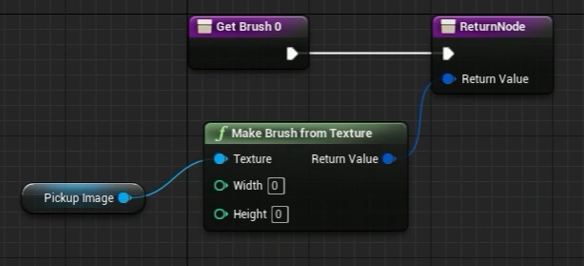 Get Brush 0
ReturnNode
Return Value
Make Brush from Texture
Texture Return Value
Width 0
Pickup Image
Height 0